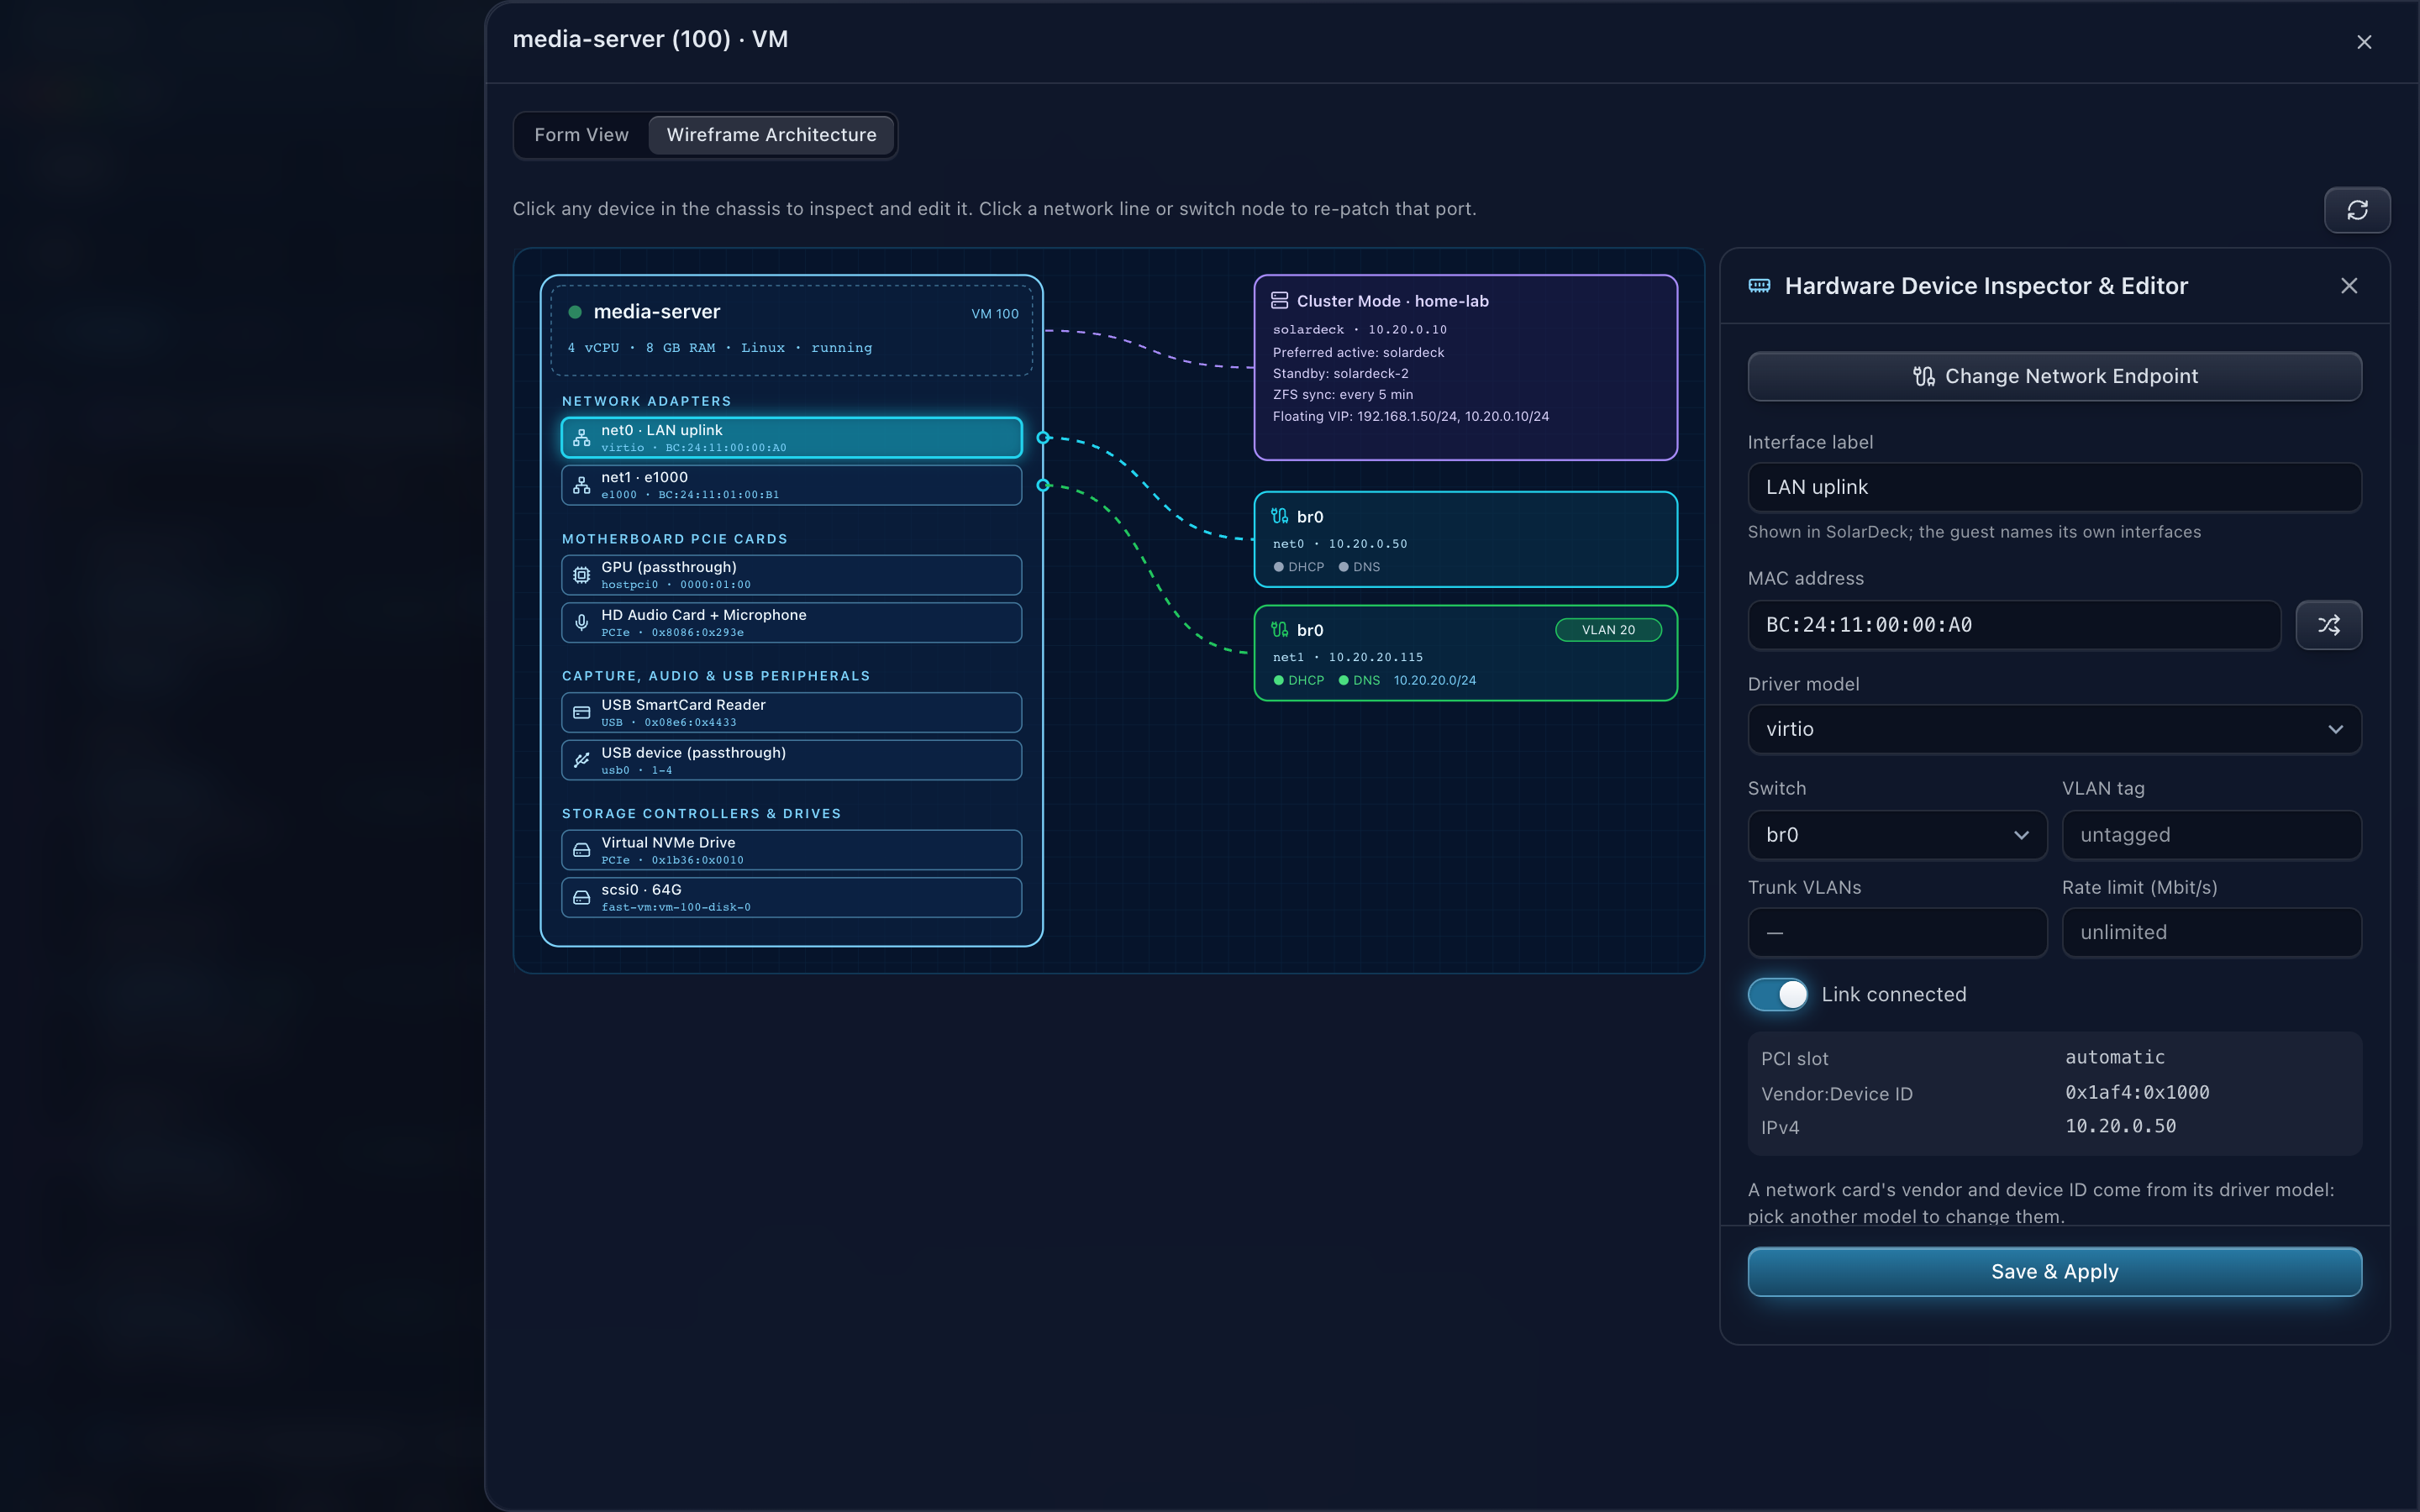 media-server (100) · VM
Form View
Wireframe Architecture
Click any device in the chassis to inspect and edit it. Click a network line or switch node to re-patch that port.
media-server
VM 100
4 vCPU · 8 GB RAM · Linux · running
NETWORK ADAPTERS
net0 · LAN uplink
virtio · BC:24:11:00:00:A0
net1 · e1000
e1000 · BC:24:11:01:00:B1
MOTHERBOARD PCIE CARDS
GPU (passthrough)
hostpci0 · 0000:01:00
HD Audio Card + Microphone
PCIe · 0x8086:0x293e
CAPTURE, AUDIO & USB PERIPHERALS
USB SmartCard Reader
USB · 0x08e6:0x4433
USB device (passthrough)
usb0 · 1-4
STORAGE CONTROLLERS & DRIVES
Virtual NVMe Drive
PCIe · 0x1b36:0x0010
scsi0 · 64G
fast-vm:vm-100-disk-0
Cluster Mode · home-lab
solardeck · 10.20.0.10
Preferred active: solardeck
Standby: solardeck-2
ZFS sync: every 5 min
Floating VIP: 192.168.1.50/24, 10.20.0.10/24
br0
net0 · 10.20.0.50
DHCP DNS
br0
VLAN 20
net1 · 10.20.20.115
DHCP DNS 10.20.20.0/24
Hardware Device Inspector & Editor
Change Network Endpoint
Interface label
LAN uplink
Shown in SolarDeck; the guest names its own interfaces
MAC address
BC:24:11:00:00:A0
Driver model
virtio
Switch
VLAN tag
br0
untagged
Trunk VLANs
Rate limit (Mbit/s)
—
unlimited
Link connected
PCI slot
automatic
Vendor:Device ID
0x1af4:0x1000
IPv4
10.20.0.50
A network card's vendor and device ID come from its driver model:
pick another model to change them.
Save & Apply